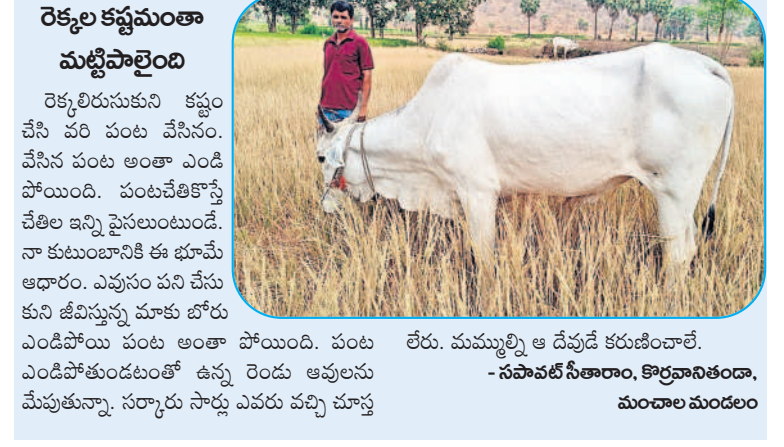 రెక్కల కష్టమంతా
మట్టిపాలైంది
రెక్కలిరుసుకుని కష్టం
చేసి వరి పంట వేసినం.
వేసిన పంట అంతా ఎండి
పోయింది. పంటచేతికొస్తే
చేతిల ఇన్ని పైసలుంటుండే.
నా కుటుంబానికి ఈ భూమే
ఆధారం. ఎవుసం పని చేసు
కుని జీవిస్తున్న మాకు బోరు
ఎండిపోయి పంట అంతా పోయింది. పంట
ఎండిపోతుండటంతో ఉన్న రెండు ఆవులను
మేపుతున్నా. సర్కారు సార్లు ఎవరు వచ్చి చూస్త
లేరు. మమ్ముల్ని ఆ దేవుడే కరుణించాలే.
- సపావట్ సీతారాం, కొర్రవానితండా,
మంచాల మండలం